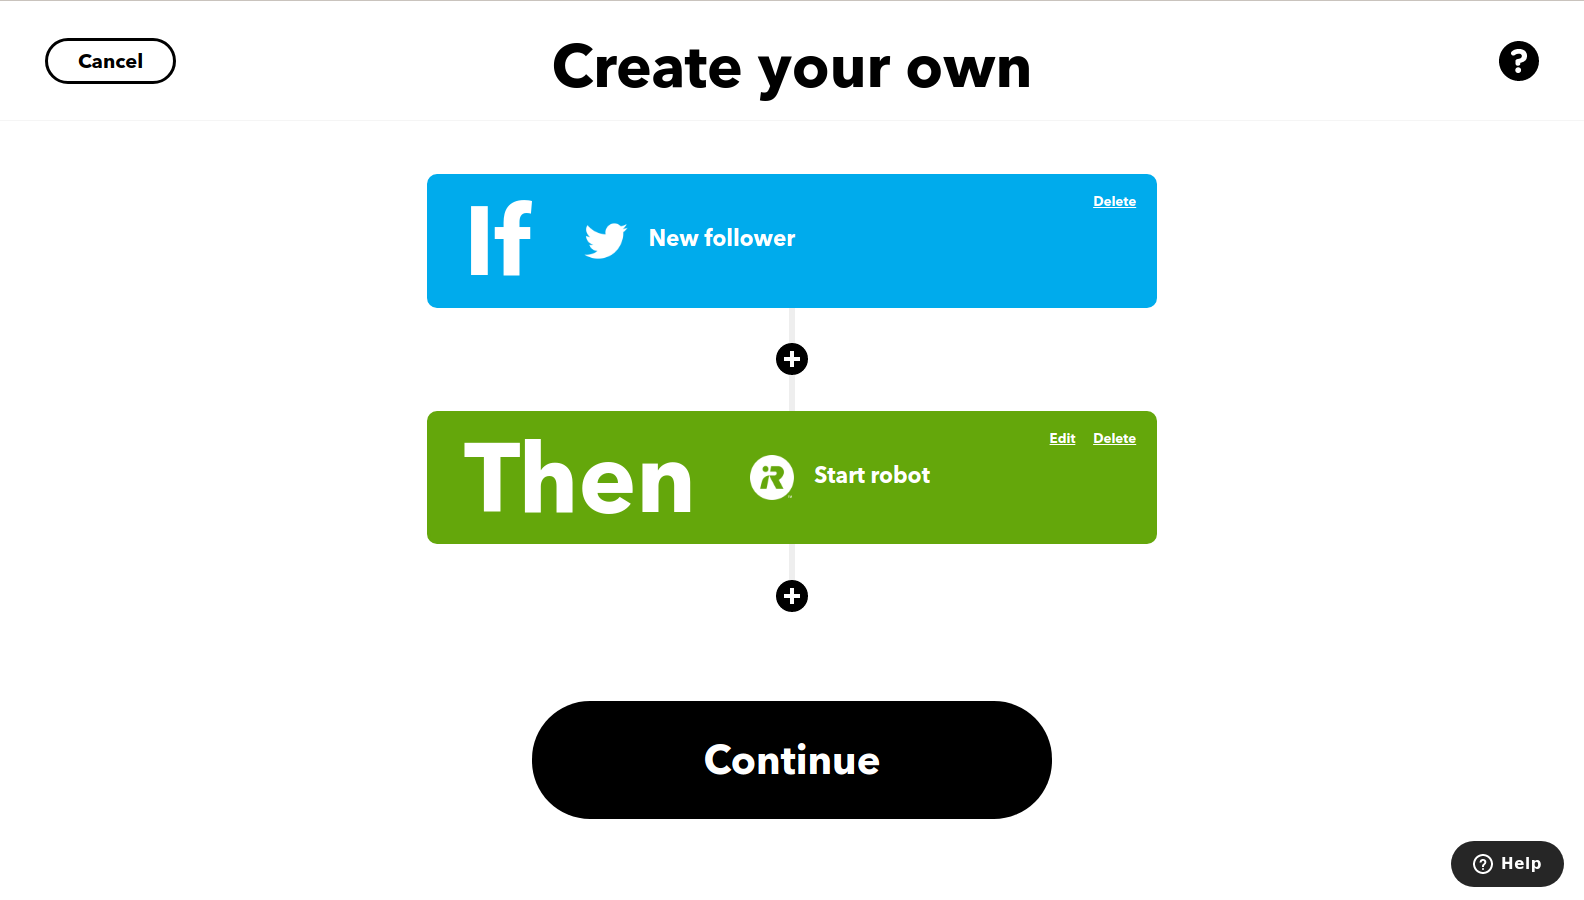 Cancel
Create your own
?
If
New follower
Delete
Then
Start robot
Edit
Delete
Continue
Help